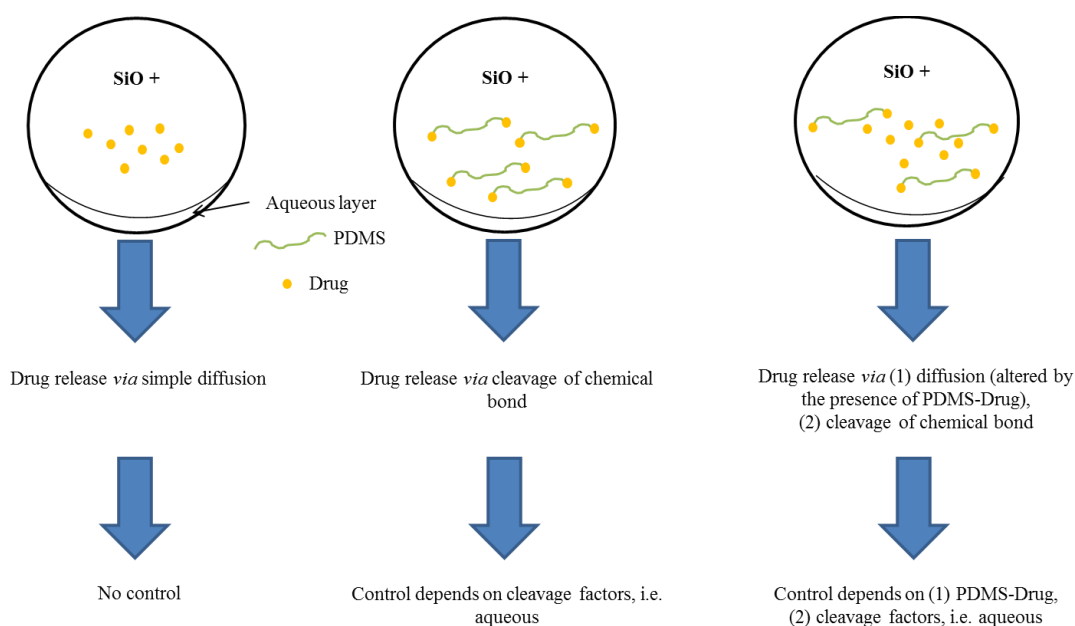 SiO +
SiO +
SiO +
Aqueous layer
PDMS
Drug
Drug release via simple diffusion
Drug release via cleavage of chemical
bond
Drug release via (1) diffusion (altered by
the presence of PDMS-Drug),
(2) cleavage of chemical bond
No control
Control depends on cleavage factors, i.e.
aqueous
Control depends on (1) PDMS-Drug,
(2) cleavage factors, i.e. aqueous